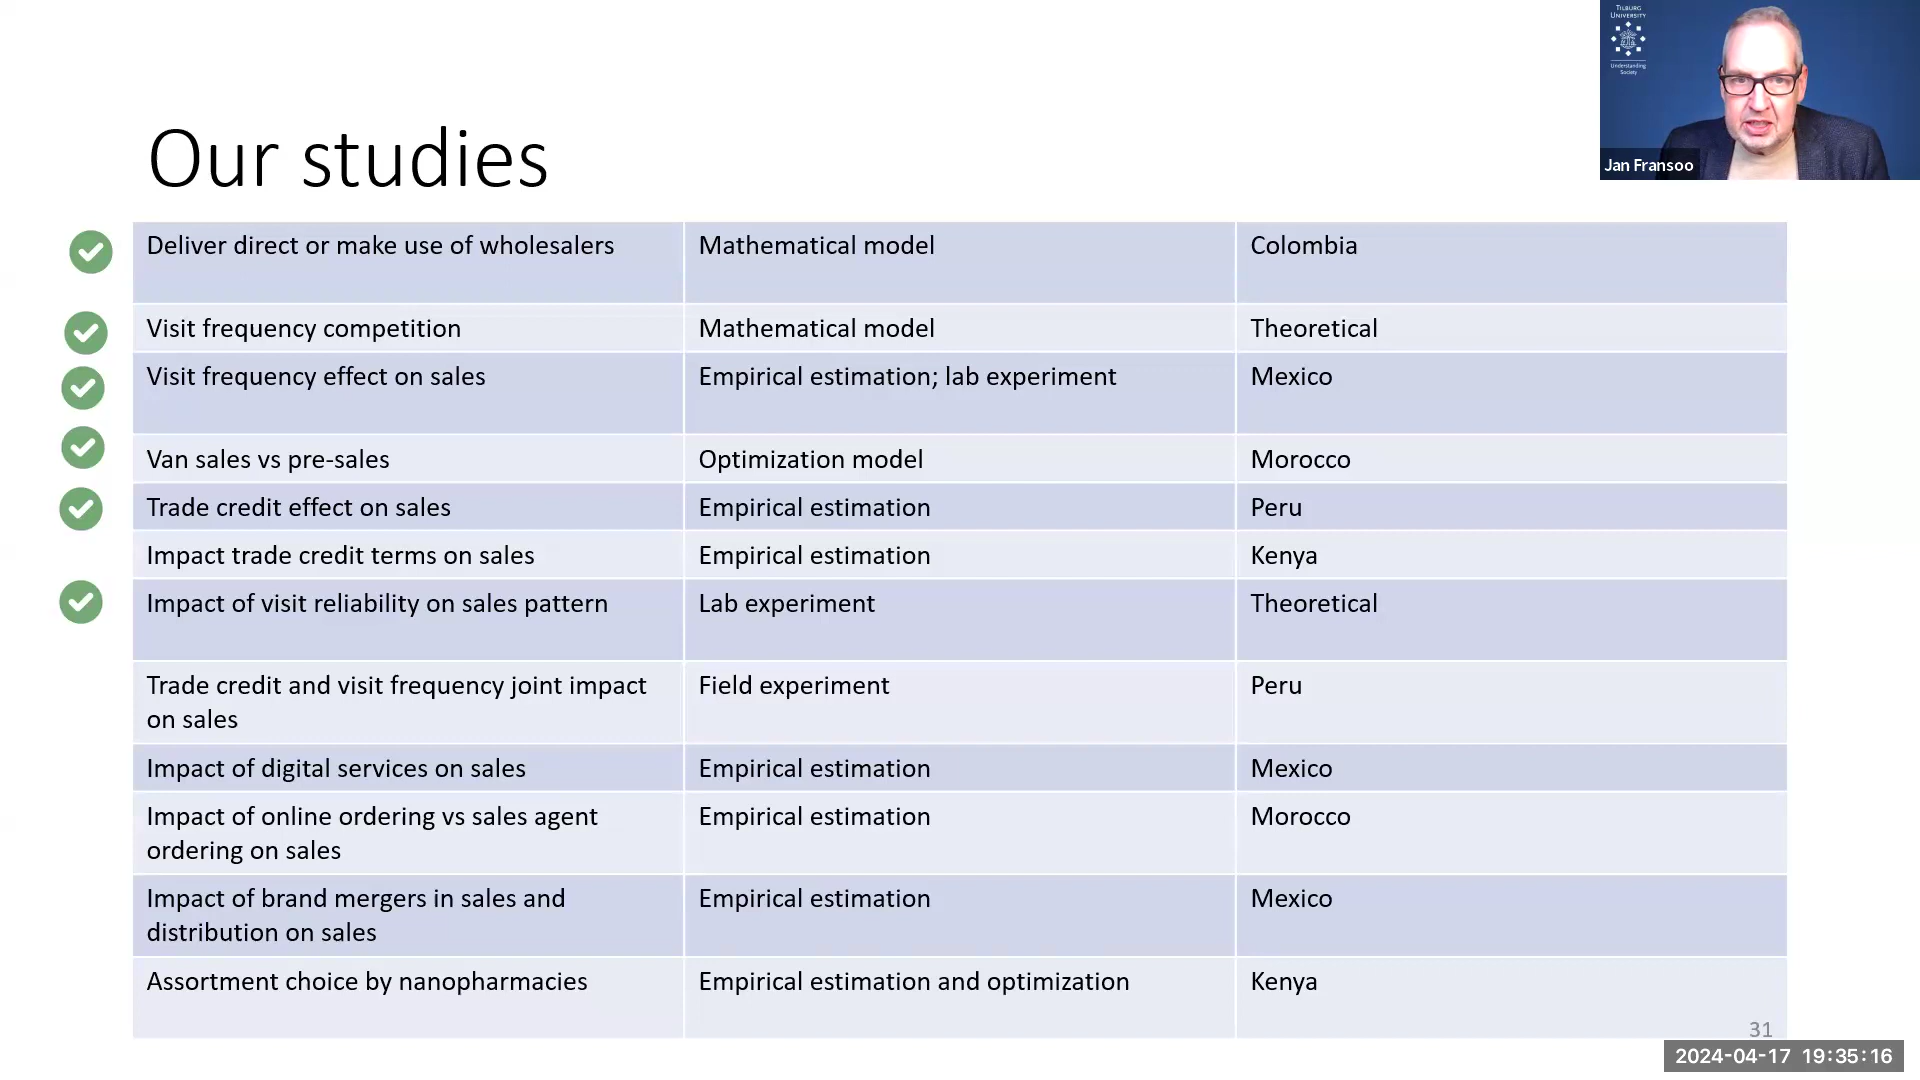 TILBURG
UNIVERSITY
Understanding
Society
Jan Fransoo
Our studies
Deliver direct or make use of wholesalers
Mathematical model
Colombia
Visit frequency competition
Mathematical model
Theoretical
Visit frequency effect on sales
Empirical estimation; lab experiment
Mexico
Van sales vs pre-sales
Optimization model
Morocco
Trade credit effect on sales
Empirical estimation
Peru
Impact trade credit terms on sales
Empirical estimation
Kenya
Impact of visit reliability on sales pattern
Lab experiment
Theoretical
Trade credit and visit frequency joint impact
on sales
Field experiment
Peru
Impact of digital services on sales
Empirical estimation
Mexico
Impact of online ordering vs sales agent
ordering on sales
Empirical estimation
Morocco
Impact of brand mergers in sales and
distribution on sales
Empirical estimation
Mexico
Assortment choice by nanopharmacies
Empirical estimation and optimization
Kenya
31
2024-04-17 19:35:16